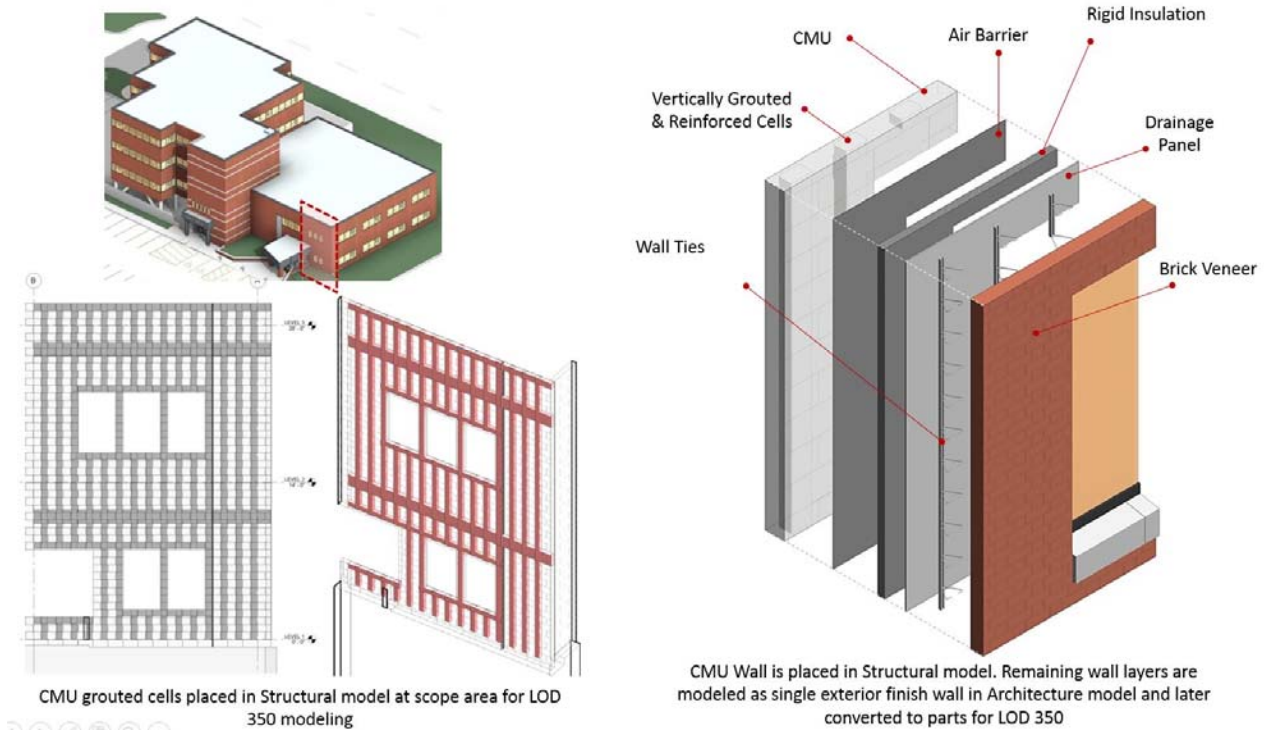 CMU
Air Barrier
Rigid Insulation
Vertically Grouted
& Reinforced Cells
Drainage
Panel
Wall Ties
Brick Veneer
CMU grouted cells placed in Structural model at scope area for LOD
350 modeling
CMU Wall is placed in Structural model. Remaining wall layers are
modeled as single exterior finish wall in Architecture model and later
converted to parts for LOD 350